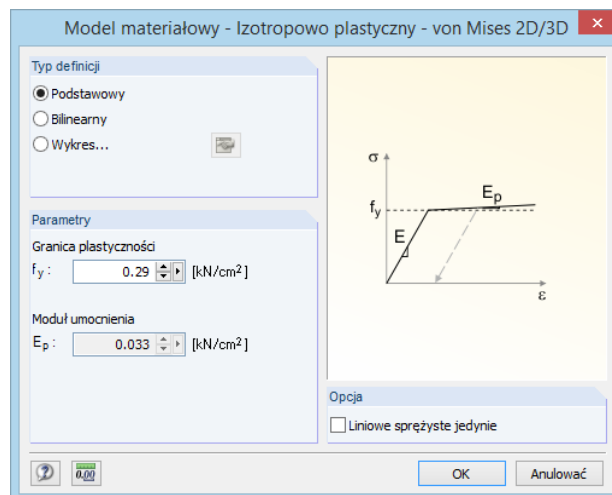 Model materiałowy - Izotropowo plastyczny - von Mises 2D/3D
Typ definicji
Podstawowy
Bilinearny
Wykres...
Parametry
Granica plastyczności
fy : 0.29 [kN/cm²]
Moduł umocnienia
Ep : 0.033 [kN/cm²]
σ
fy
Ep
E
ε
Opcja
Liniowe sprężyste jedynie
0.00
OK Anulować